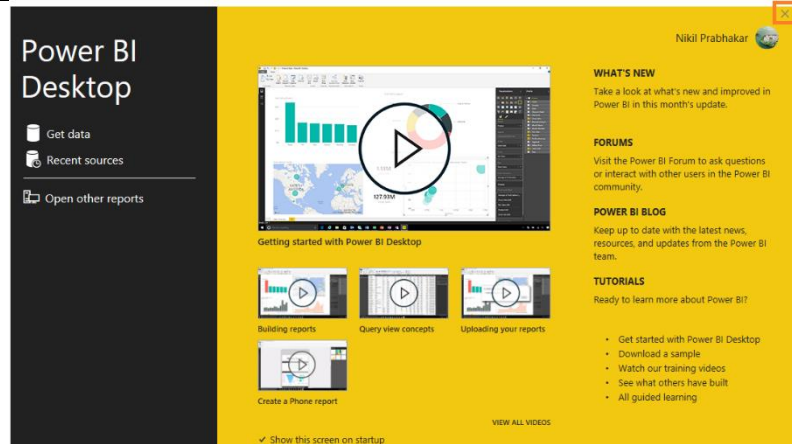 Power BI
Desktop
Get data
Recent sources
Open other reports
Getting started with Power BI Desktop
Building reports
Query view concepts
Uploading your reports
Create a Phone report
VIEW ALL VIDEOS
✓ Show this screen on startup
Nikil Prabhakar
WHAT'S NEW
Take a look at what's new and improved in
Power BI in this month's update.
FORUMS
Visit the Power BI Forum to ask questions
or interact with other users in the Power BI
community.
POWER BI BLOG
Keep up to date with the latest news,
resources, and updates from the Power BI
team.
TUTORIALS
Ready to learn more about Power BI?
• Get started with Power BI Desktop
• Download a sample
• Watch our training videos
• See what others have built
• All guided learning